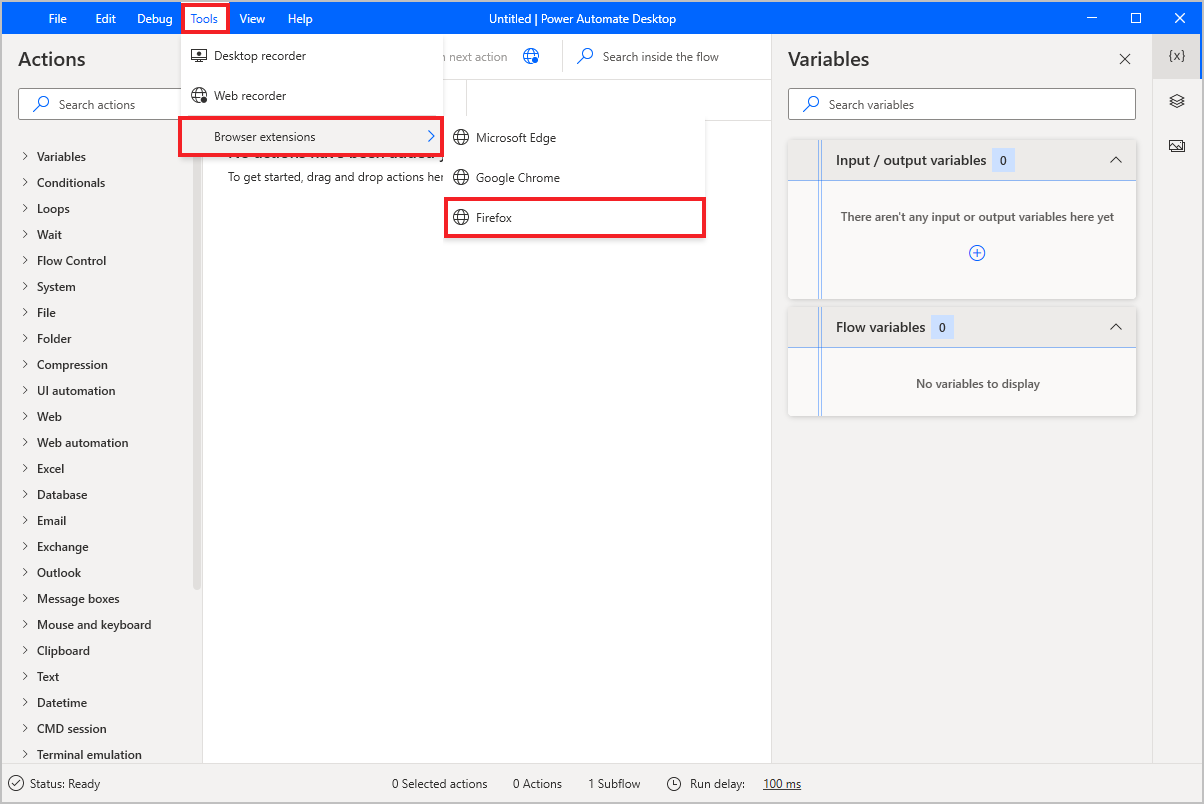 File Edit Debug Tools View Help Untitled | Power Automate Desktop
Actions
Search actions
Variables
Conditionals
Loops
Wait
Flow Control
System
File
Folder
Compression
UI automation
Web
Web automation
Excel
Database
Email
Exchange
Outlook
Message boxes
Mouse and keyboard
Clipboard
Text
Datetime
CMD session
Terminal emulation
Desktop recorder
Web recorder
Browser extensions
Microsoft Edge
Google Chrome
Firefox
next action
Search inside the flow
To get started, drag and drop actions her
Variables
{x}
Search variables
Input / output variables 0
There aren't any input or output variables here yet
Flow variables 0
No variables to display
Status: Ready 0 Selected actions 0 Actions 1 Subflow Run delay: 100 ms